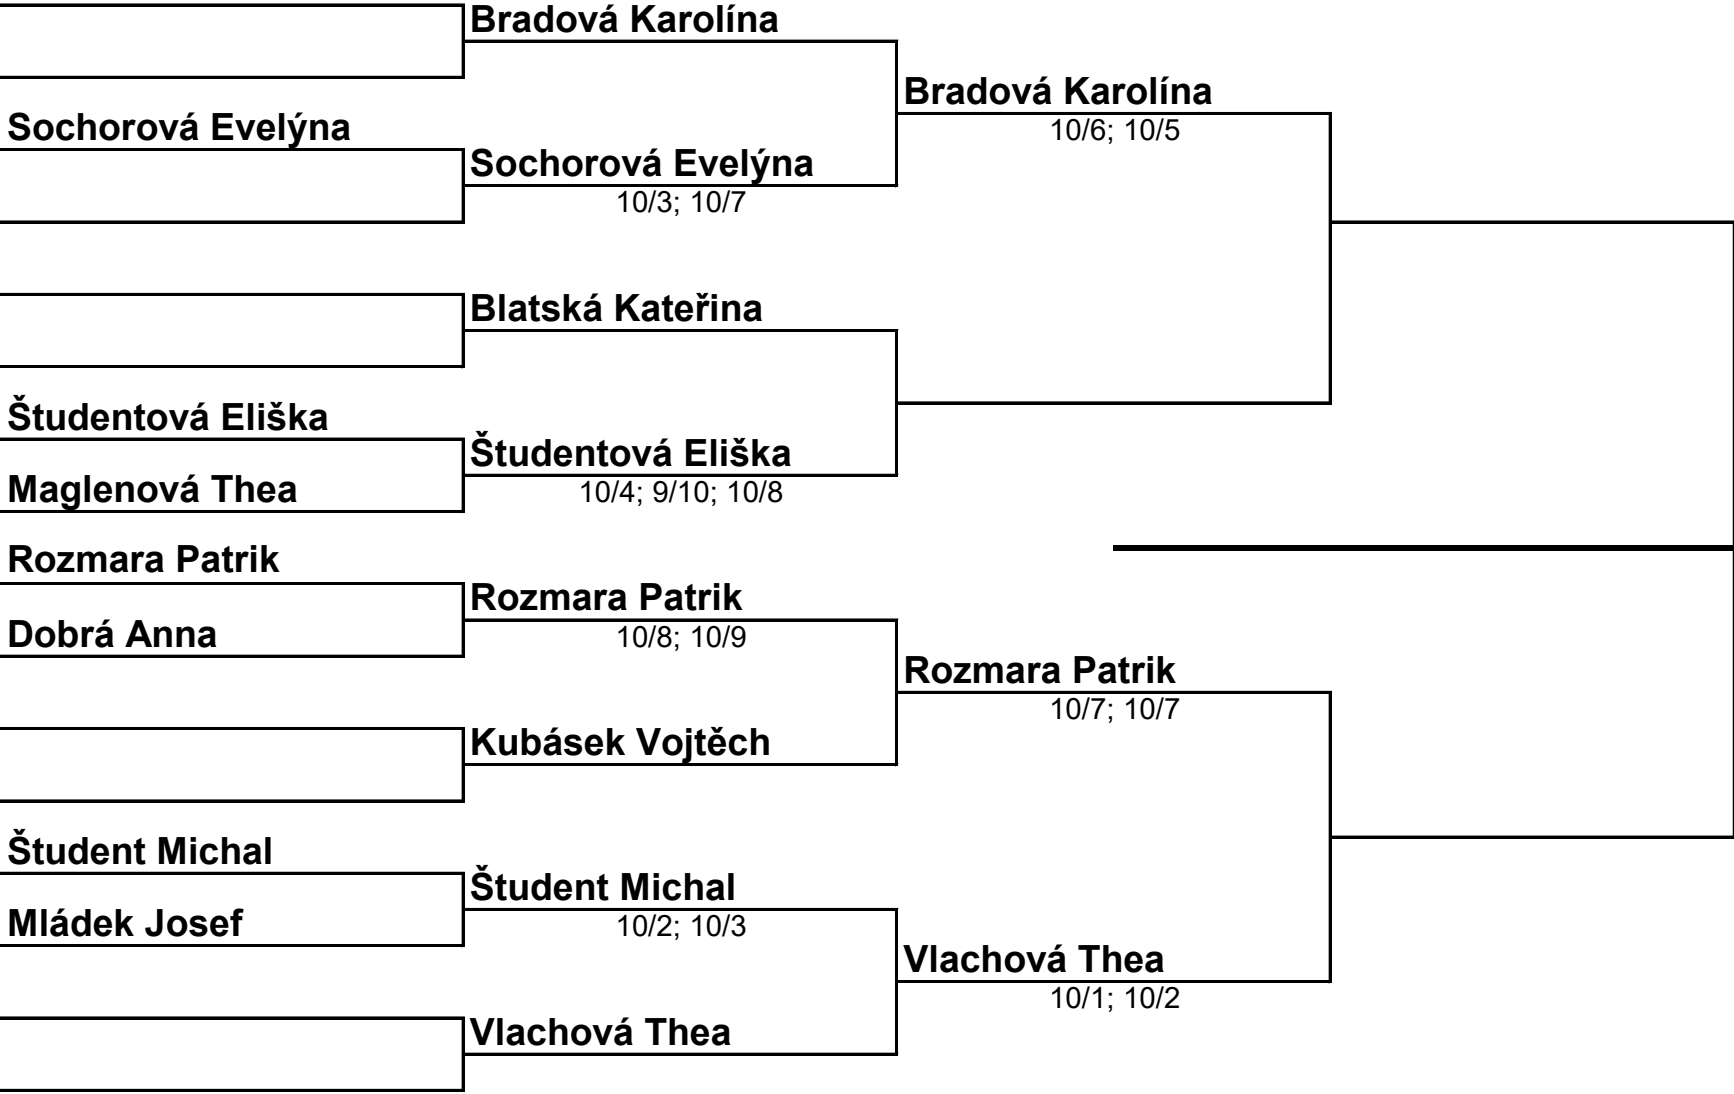 Bradová Karolína
Bradová Karolína
10/6; 10/5
Sochorová Evelýna
Sochorová Evelýna
10/3; 10/7
Blatská Kateřina
Študentová Eliška
Študentová Eliška
10/4; 9/10; 10/8
Maglenová Thea
Rozmara Patrik
Rozmara Patrik
10/8; 10/9
Dobrá Anna
Rozmara Patrik
10/7; 10/7
Kubásek Vojtěch
Študent Michal
Študent Michal
10/2; 10/3
Mládek Josef
Vlachová Thea
10/1; 10/2
Vlachová Thea